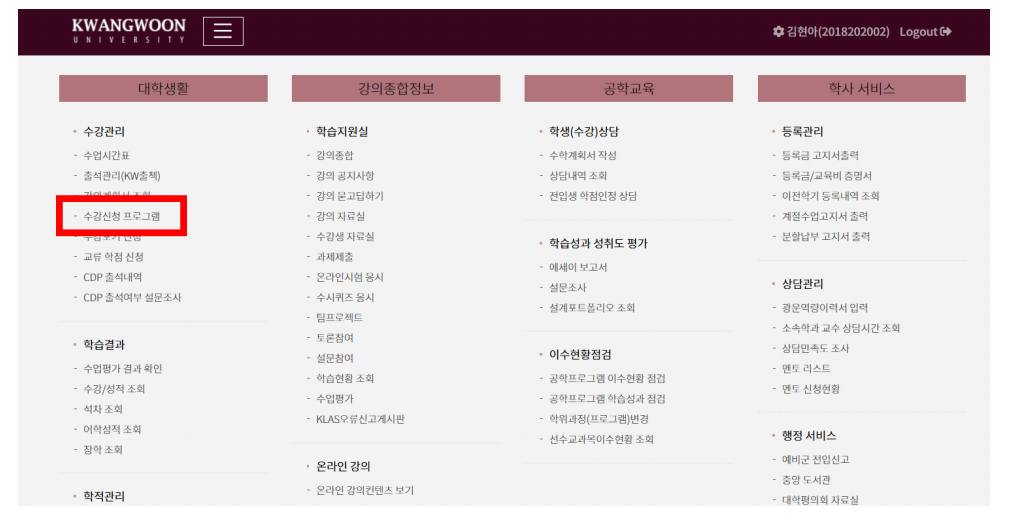 KWANGWOON
UNIVERSITY
김현아(2018202002) Logout
대학생활
수강관리
- 수업시간표
- 출석관리(KW출첵)
- 강의계획서 조회
- 수강신청 프로그램
- 수강포기 신청
- 교류 학점 신청
- CDP 출석내역
- CDP 출석여부 설문조사
학습결과
- 수업평가 결과 확인
- 수강/성적 조회
- 석차 조회
- 어학성적 조회
- 장학 조회
학적관리
강의종합정보
학습지원실
- 강의종합
- 강의 공지사항
- 강의 묻고답하기
- 강의 자료실
- 수강생 자료실
- 과제제출
- 온라인시험 응시
- 수시퀴즈 응시
- 팀프로젝트
- 토론참여
- 설문참여
- 학습현황 조회
- 수업평가
- KLAS오류신고게시판
온라인 강의
- 온라인 강의컨텐츠 보기
공학교육
학생(수강)상담
- 수학계획서 작성
- 상담내역 조회
- 전입생 학점인정 상담
학습성과 성취도 평가
- 에세이 보고서
- 설문조사
- 설계포트폴리오 조회
이수현황점검
- 공학프로그램 이수현황 점검
- 공학프로그램 학습성과 점검
- 학위과정(프로그램)변경
- 선수교과목이수현황 조회
학사 서비스
등록관리
- 등록금 고지서출력
- 등록금/교육비 증명서
- 이전학기 등록내역 조회
- 계절수업고지서 출력
- 분할납부 고지서 출력
상담관리
- 광운역량이력서 입력
- 소속학과 교수 상담시간 조회
- 상담만족도 조사
- 멘토 리스트
- 멘토 신청현황
행정 서비스
- 예비군 전입신고
- 중앙 도서관
- 대학평의회 자료실